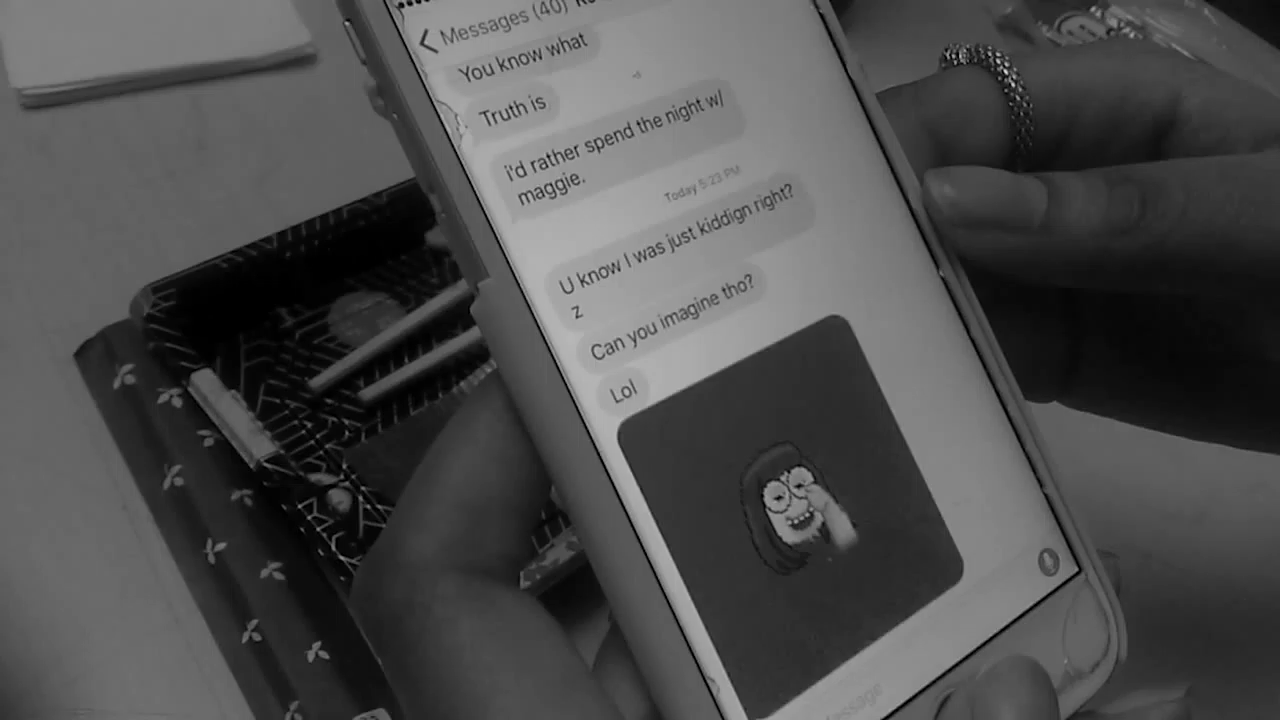 Messages (40)
You know what
Truth is
i'd rather spend the night w/
maggie.
Today 5:23 PM
U know I was just kiddign right?
z
Can you imagine tho?
Lol
Message